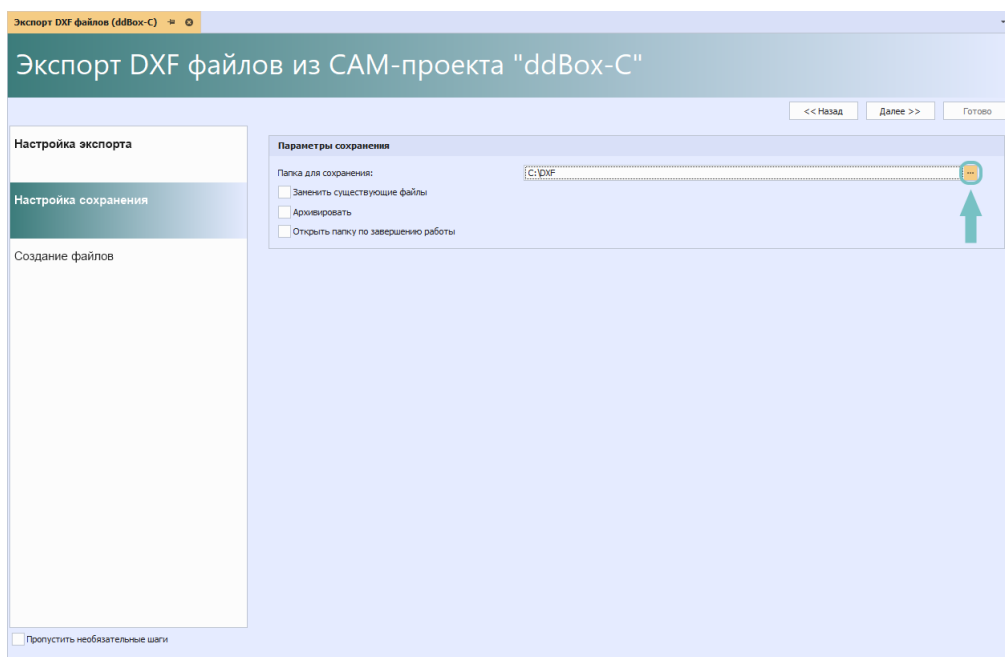 Экспорт DXF файлов (ddBox-C)
Экспорт DXF файлов из CAM-проекта "ddBox-C"
<< Назад
Далее >>
Готово
Настройка экспорта
Настройка сохранения
Создание файлов
Параметры сохранения
Папка для сохранения:
C:\DXF
...
Заменить существующие файлы
Архивировать
Открыть папку по завершению работы
Пропустить необязательные шаги